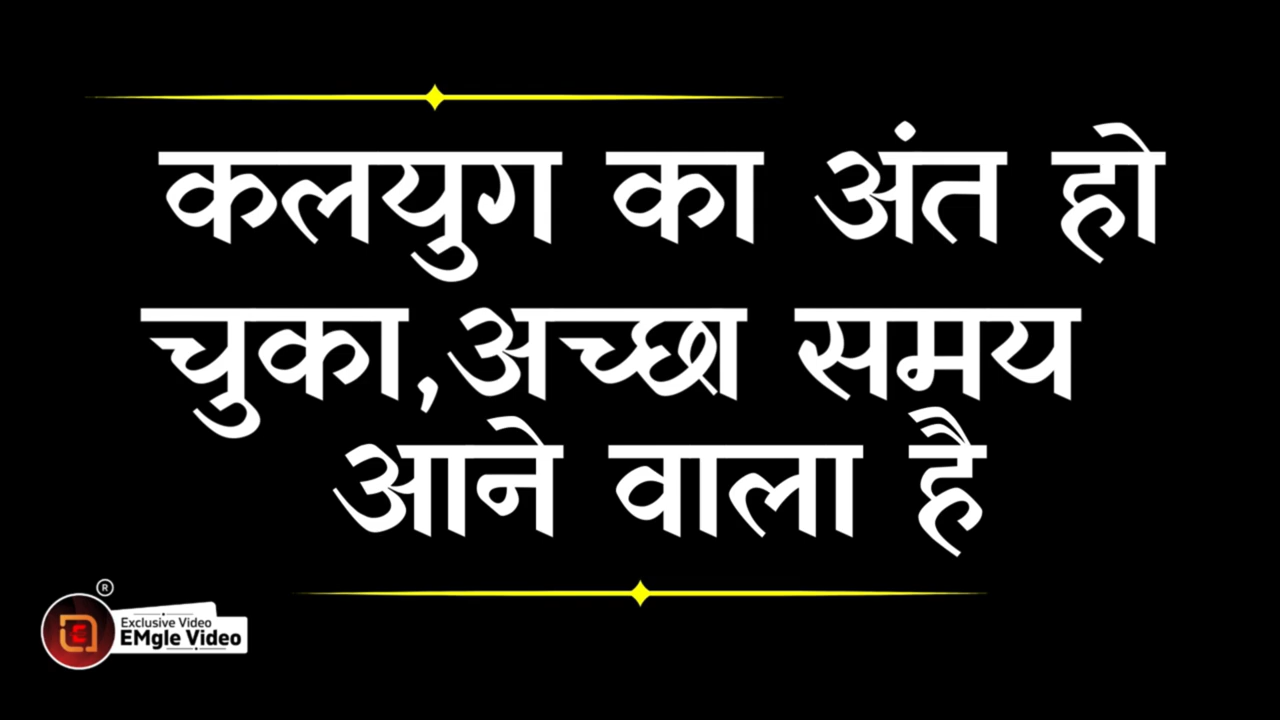 कलयुग का अंत हो
चुका,अच्छा समय
आने वाला है
®
Exclusive Video
EMgle Video